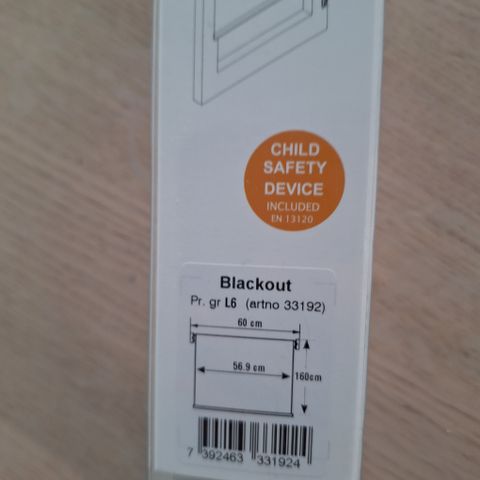 CHILD
SAFETY
DEVICE
INCLUDED
EN 13120
Blackout
Pr. gr L6 (artno 33192)
60 cm
56.9 cm
160cm
7 392463 331924